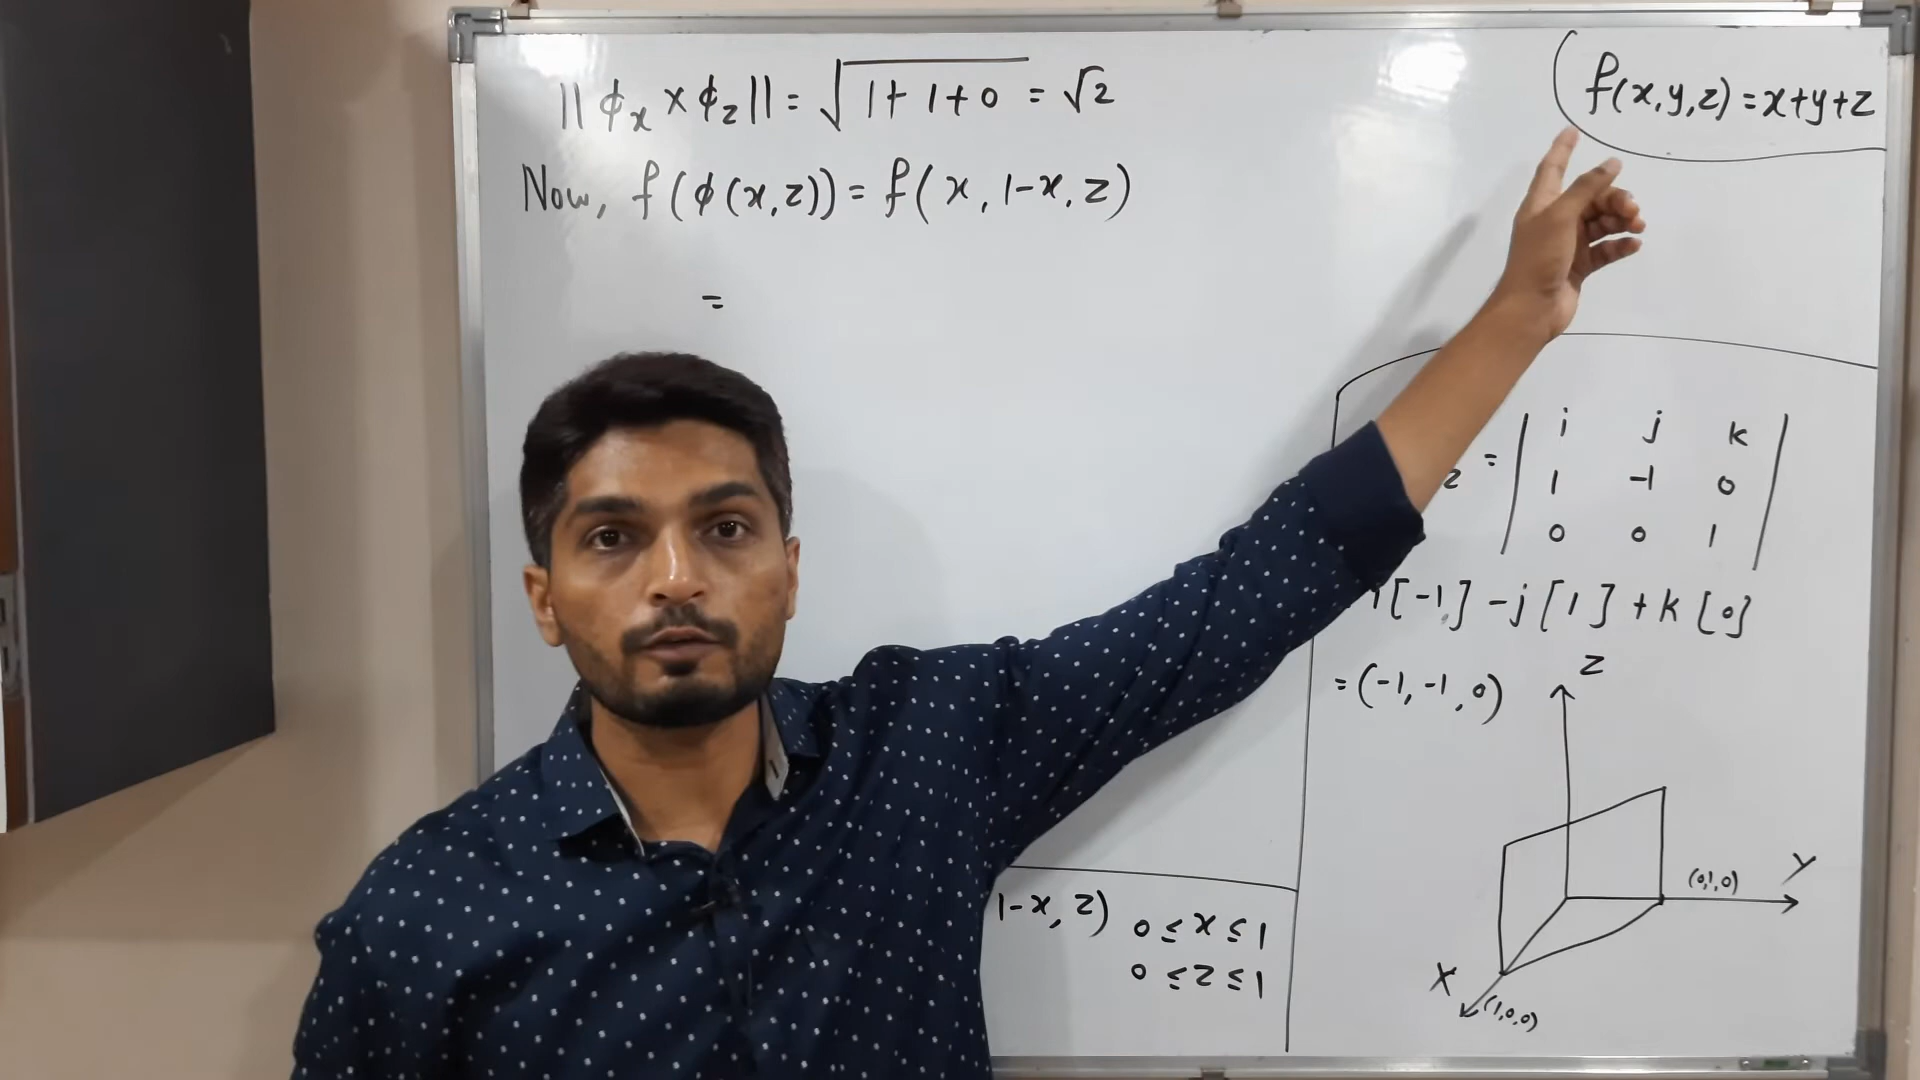 ||ϕₓ × ϕ_z|| = √(1+1+0) = √2
f(x,y,z) = x+y+z
Now, f(ϕ(x,z)) = f(x, 1-x, z)
=
z = | i j k |
| 1 -1 0 |
| 0 0 1 |
i[-1] - j[1] + k[0]
= (-1, -1, 0)
Z
Y
(0,1,0)
X
(1,0,0)
1-x, z) 0 ≤ x ≤ 1
0 ≤ z ≤ 1